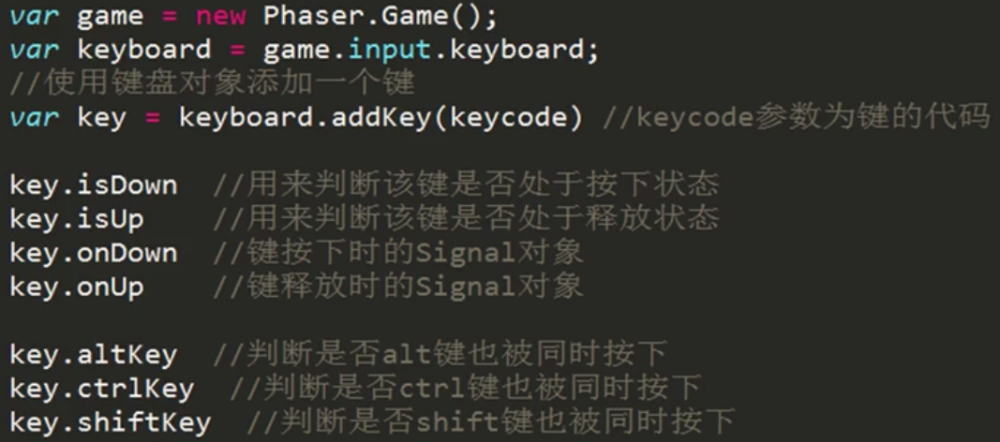 var game = new Phaser.Game();
var keyboard = game.input.keyboard;
//使用键盘对象添加一个键
var key = keyboard.addKey(keycode) //keycode参数为键的代码
key.isDown  //用来判断该键是否处于按下状态
key.isUp    //用来判断该键是否处于释放状态
key.onDown  //键按下时的Signal对象
key.onUp    //键释放时的Signal对象
key.altKey  //判断是否alt键也被同时按下
key.ctrlKey  //判断是否ctrl键也被同时按下
key.shiftKey  //判断是否shift键也被同时按下